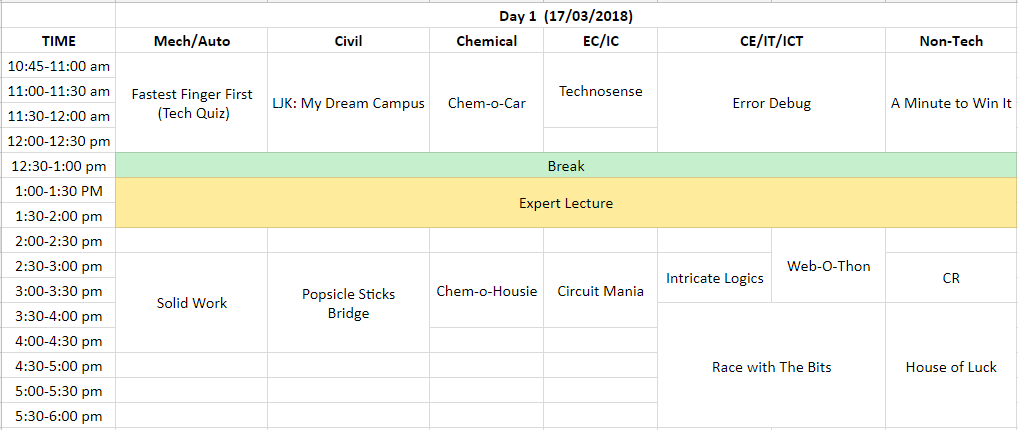 Day 1 (17/03/2018)
TIME Mech/Auto Civil Chemical EC/IC CE/IT/ICT Non-Tech
10:45-11:00 am
11:00-11:30 am
11:30-12:00 am
12:00-12:30 pm
Fastest Finger First
(Tech Quiz)
LJK: My Dream Campus
Chem-o-Car
Technosense
Error Debug
A Minute to Win It
12:30-1:00 pm
Break
1:00-1:30 PM
1:30-2:00 pm
Expert Lecture
2:00-2:30 pm
2:30-3:00 pm
3:00-3:30 pm
3:30-4:00 pm
4:00-4:30 pm
4:30-5:00 pm
5:00-5:30 pm
5:30-6:00 pm
Solid Work
Popsicle Sticks
Bridge
Chem-o-Housie
Circuit Mania
Intricate Logics
Web-O-Thon
CR
Race with The Bits
House of Luck